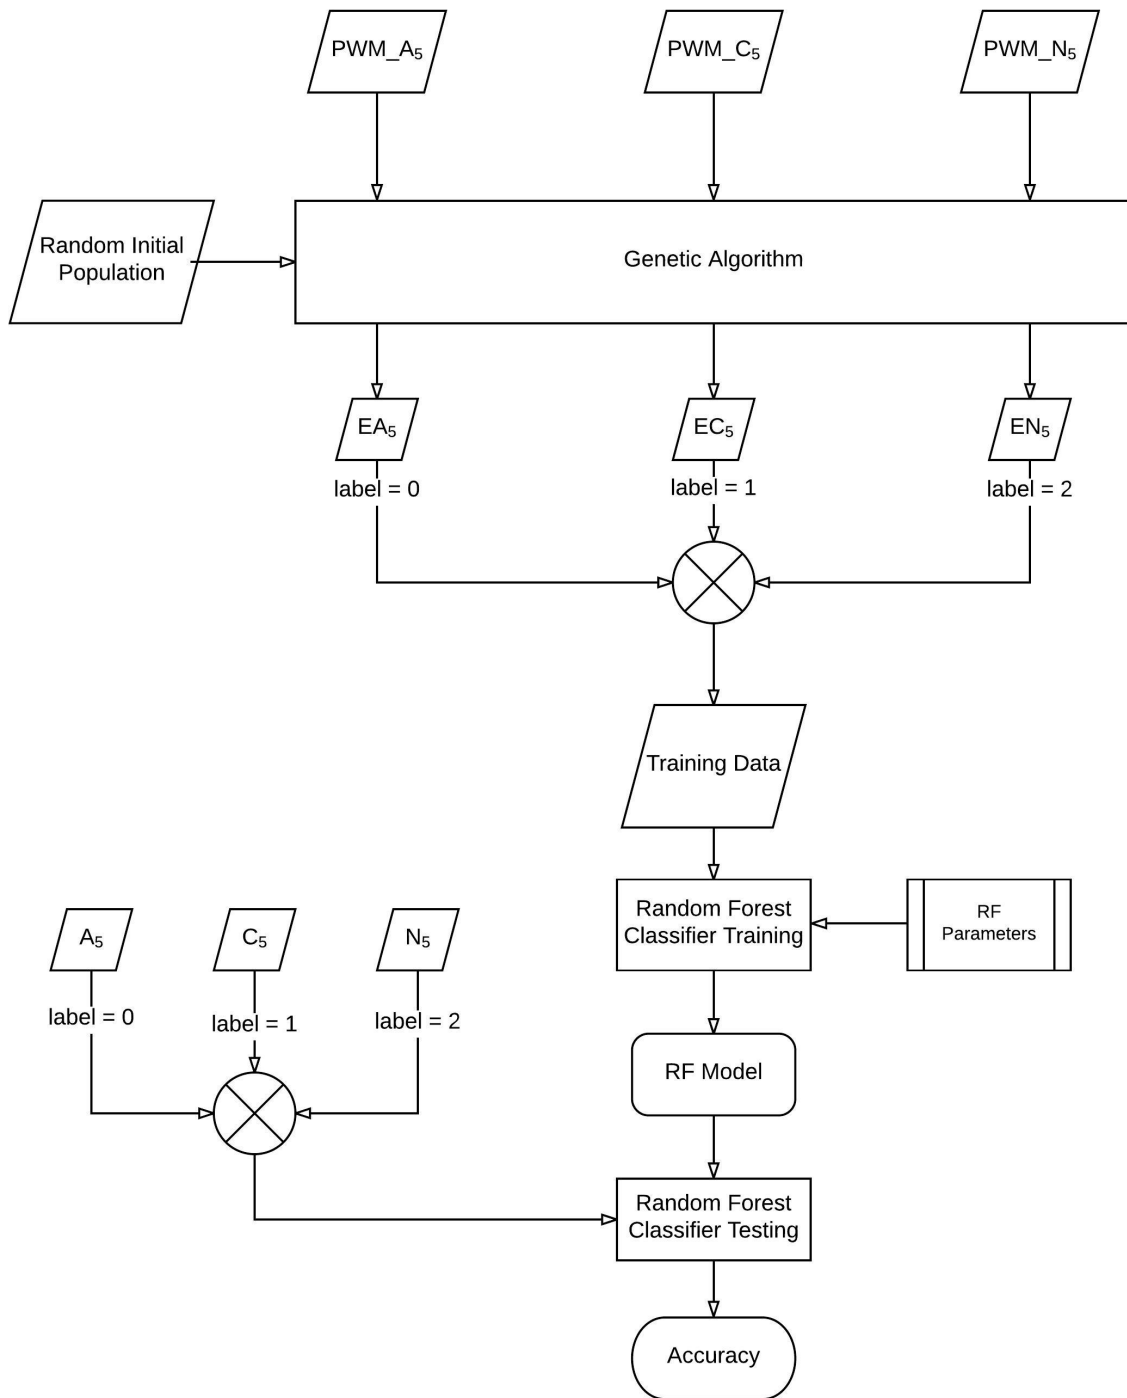 PWM_A₅
PWM_C₅
PWM_N₅
Random Initial
Population
Genetic Algorithm
EA₅
EC₅
EN₅
label = 0
label = 1
label = 2
Training Data
Random Forest
Classifier Training
RF
Parameters
A₅
C₅
N₅
label = 0
label = 1
label = 2
RF Model
Random Forest
Classifier Testing
Accuracy